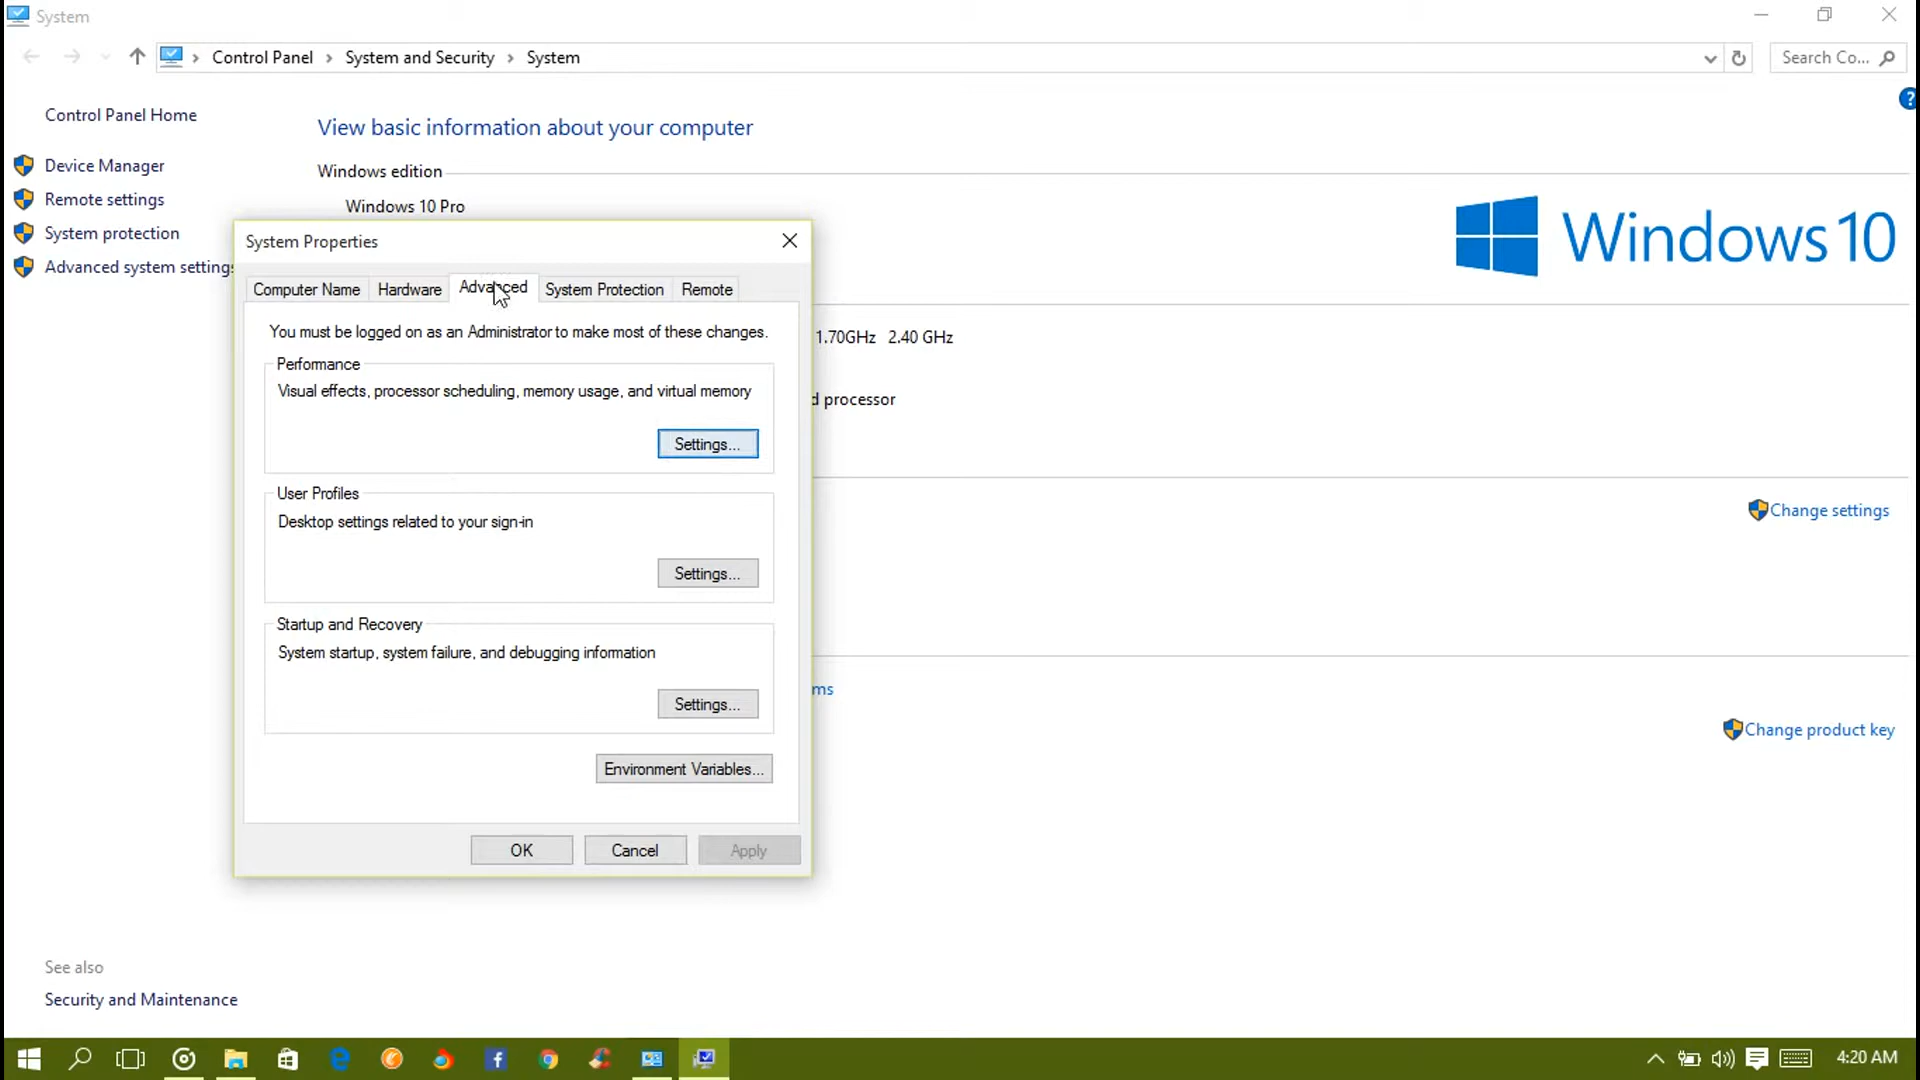 System
Control Panel > System and Security > System
Search Co...
Control Panel Home
Device Manager
Remote settings
System protection
Advanced system settings
View basic information about your computer
Windows edition
Windows 10 Pro
Windows 10
System Properties
Computer Name
Hardware
Advanced
System Protection
Remote
You must be logged on as an Administrator to make most of these changes.
Performance
Visual effects, processor scheduling, memory usage, and virtual memory
Settings...
User Profiles
Desktop settings related to your sign-in
Settings...
Startup and Recovery
System startup, system failure, and debugging information
Settings...
Environment Variables...
OK
Cancel
Apply
1.70GHz 2.40 GHz
d processor
Change settings
ms
Change product key
See also
Security and Maintenance
4:20 AM